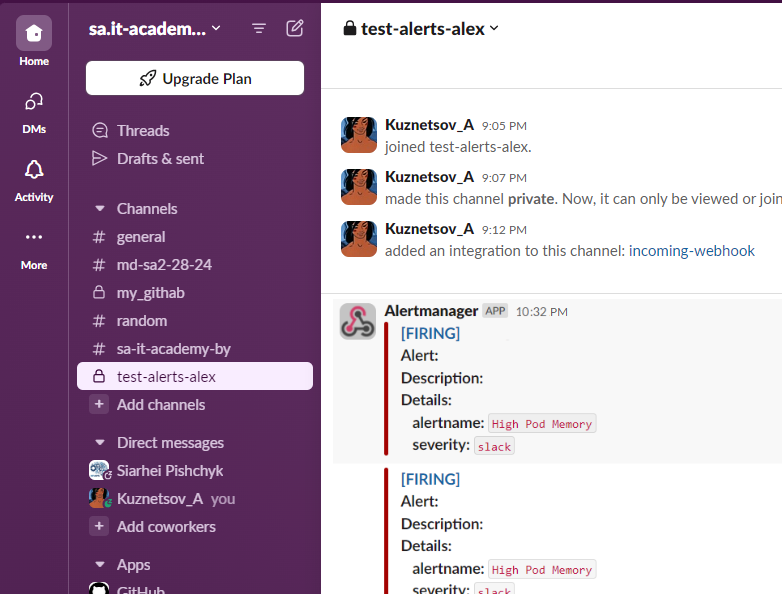 sa.it-academ...
Upgrade Plan
Home
DMs
Activity
More
Threads
Drafts & sent
Channels
# general
# md-sa2-28-24
my_githab
# random
# sa-it-academy-by
test-alerts-alex
+ Add channels
Direct messages
Siarhei Pishchyk
Kuznetsov_A you
+ Add coworkers
Apps
GitHub
test-alerts-alex
Kuznetsov_A 9:05 PM
joined test-alerts-alex.
Kuznetsov_A 9:07 PM
made this channel private. Now, it can only be viewed or join
Kuznetsov_A 9:12 PM
added an integration to this channel: incoming-webhook
Alertmanager APP 10:32 PM
[FIRING]
Alert:
Description:
Details:
alertname: High Pod Memory
severity: slack
[FIRING]
Alert:
Description:
Details:
alertname: High Pod Memory
severity: slack